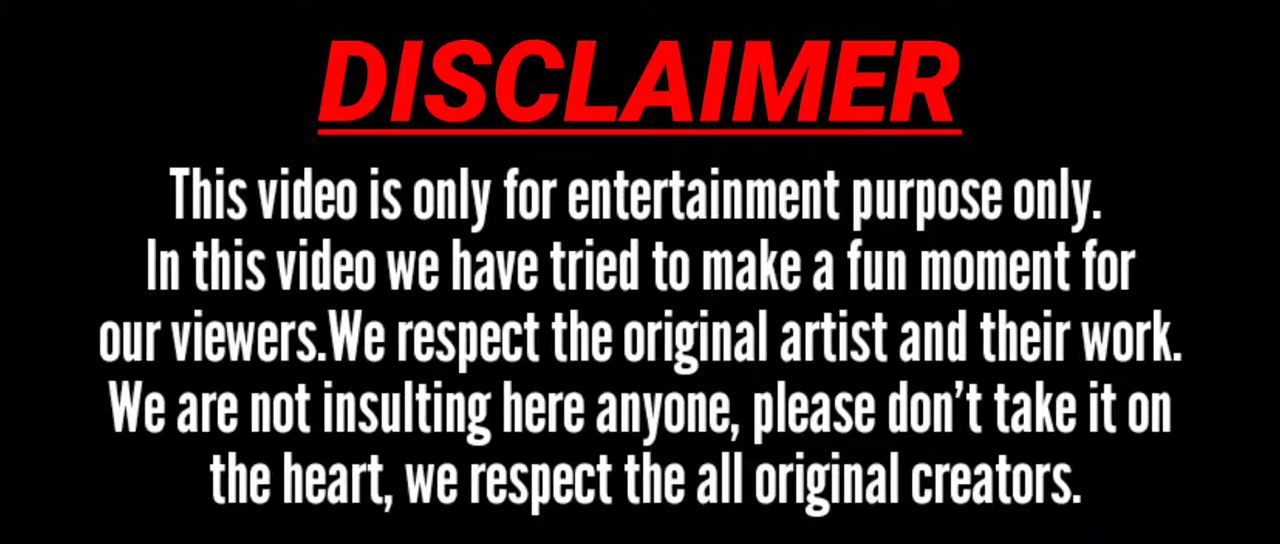 DISCLAIMER
This video is only for entertainment purpose only.
In this video we have tried to make a fun moment for
our viewers.We respect the original artist and their work.
We are not insulting here anyone, please don’t take it on
the heart, we respect the all original creators.